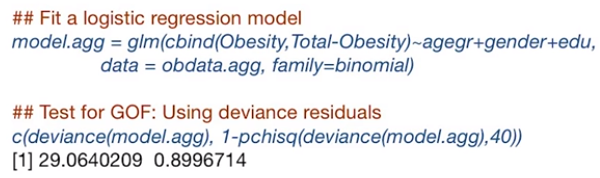 ## Fit a logistic regression model
model.agg = glm(cbind(Obesity,Total-Obesity)~agegr+gender+edu,
data = obdata.agg, family=binomial)
## Test for GOF: Using deviance residuals
c(deviance(model.agg), 1-pchisq(deviance(model.agg),40))
[1] 29.0640209 0.8996714